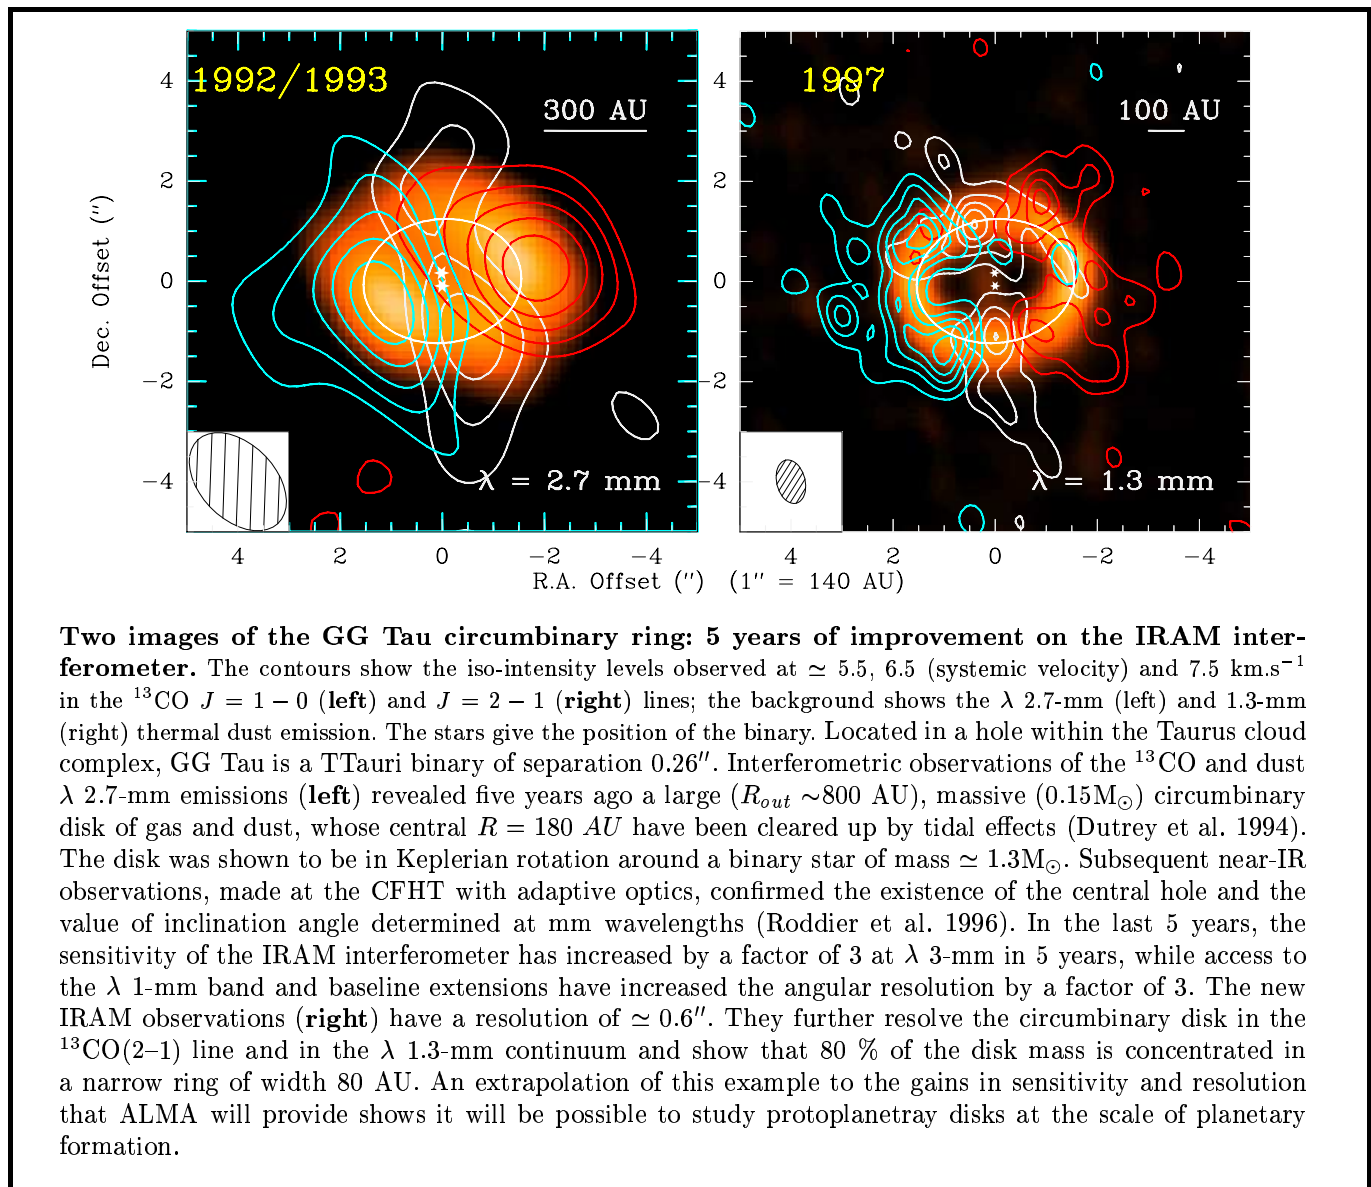 1992/1993
300 AU
λ = 2.7 mm
1997
100 AU
λ = 1.3 mm
Dec. Offset (″)
4
2
0
−2
−4
4
2
0
−2
−4
4 2 0 −2 −4
4 2 0 −2 −4
R.A. Offset (″) (1″ = 140 AU)
Two images of the GG Tau circumbinary ring: 5 years of improvement on the IRAM inter-
ferometer. The contours show the iso-intensity levels observed at ≃ 5.5, 6.5 (systemic velocity) and 7.5 km.s⁻¹
in the ¹³CO J = 1 − 0 (left) and J = 2 − 1 (right) lines; the background shows the λ 2.7-mm (left) and 1.3-mm
(right) thermal dust emission. The stars give the position of the binary. Located in a hole within the Taurus cloud
complex, GG Tau is a TTauri binary of separation 0.26″. Interferometric observations of the ¹³CO and dust
λ 2.7-mm emissions (left) revealed five years ago a large (R_out ∼800 AU), massive (0.15M⊙) circumbinary
disk of gas and dust, whose central R = 180 AU have been cleared up by tidal effects (Dutrey et al. 1994).
The disk was shown to be in Keplerian rotation around a binary star of mass ≃ 1.3M⊙. Subsequent near-IR
observations, made at the CFHT with adaptive optics, confirmed the existence of the central hole and the
value of inclination angle determined at mm wavelengths (Roddier et al. 1996). In the last 5 years, the
sensitivity of the IRAM interferometer has increased by a factor of 3 at λ 3-mm in 5 years, while access to
the λ 1-mm band and baseline extensions have increased the angular resolution by a factor of 3. The new
IRAM observations (right) have a resolution of ≃ 0.6″. They further resolve the circumbinary disk in the
¹³CO(2–1) line and in the λ 1.3-mm continuum and show that 80 % of the disk mass is concentrated in
a narrow ring of width 80 AU. An extrapolation of this example to the gains in sensitivity and resolution
that ALMA will provide shows it will be possible to study protoplanetray disks at the scale of planetary
formation.